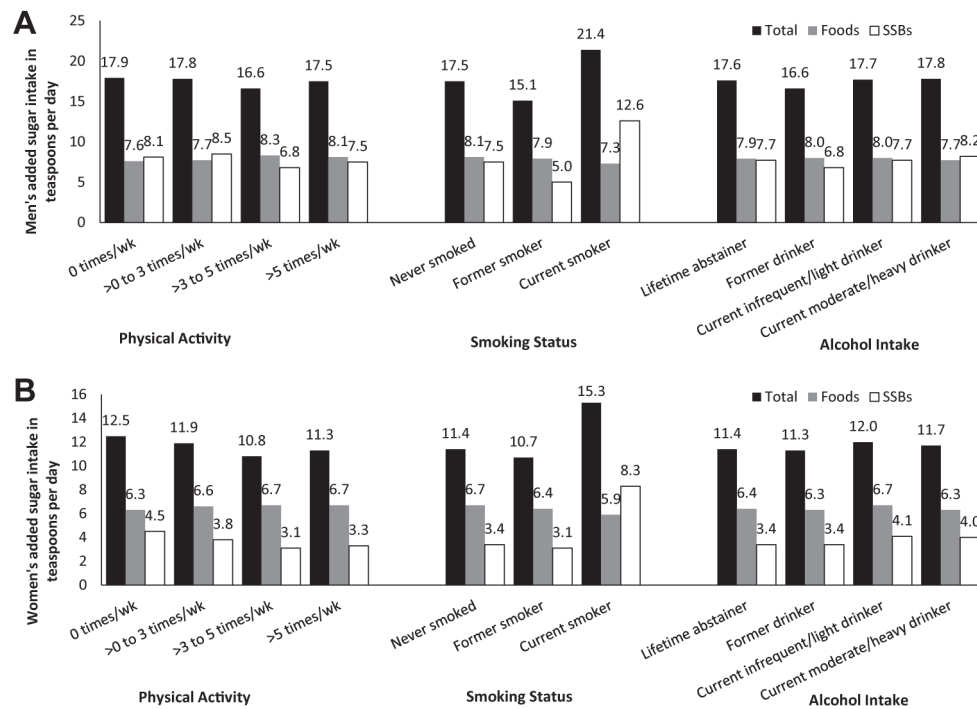 A
Men's added sugar intake in
teaspoons per day
25
20
15
10
5
0
Total
Foods
SSBs
17.9
7.6
8.1
17.8
7.7
8.5
16.6
8.3
6.8
17.5
8.1
7.5
17.5
8.1
7.5
15.1
7.9
5.0
21.4
7.3
12.6
17.6
7.9
7.7
16.6
8.0
6.8
17.7
8.0
7.7
17.8
7.7
8.2
0 times/wk
>0 to 3 times/wk
>3 to 5 times/wk
>5 times/wk
Never smoked
Former smoker
Current smoker
Lifetime abstainer
Former drinker
Current infrequent/light drinker
Current moderate/heavy drinker
Physical Activity
Smoking Status
Alcohol Intake
B
Women's added sugar intake in
teaspoons per day
16
14
12
10
8
6
4
2
0
Total
Foods
SSBs
12.5
6.3
4.5
11.9
6.6
3.8
10.8
6.7
3.1
11.3
6.7
3.3
11.4
6.7
3.4
10.7
6.4
3.1
15.3
5.9
8.3
11.4
6.4
3.4
11.3
6.3
3.4
12.0
6.7
4.1
11.7
6.3
4.0
0 times/wk
>0 to 3 times/wk
>3 to 5 times/wk
>5 times/wk
Never smoked
Former smoker
Current smoker
Lifetime abstainer
Former drinker
Current infrequent/light drinker
Current moderate/heavy drinker
Physical Activity
Smoking Status
Alcohol Intake